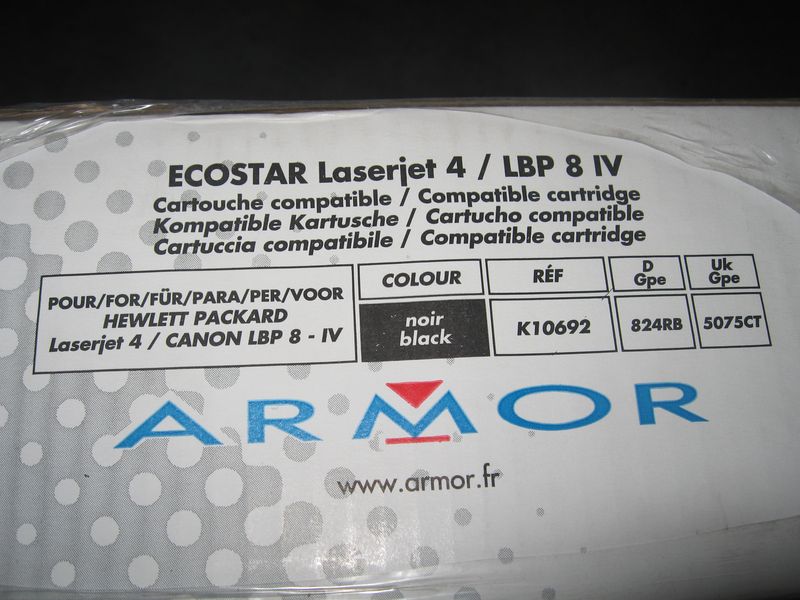 ECOSTAR Laserjet 4 / LBP 8 IV
Cartouche compatible / Compatible cartridge
Kompatible Kartusche / Cartucho compatible
Cartuccia compatibile / Compatible cartridge
POUR/FOR/FÜR/PARA/PER/VOOR
HEWLETT PACKARD
Laserjet 4 / CANON LBP 8 - IV
COLOUR
noir
black
RÉF
K10692
D
Gpe
824RB
Uk
Gpe
5075CT
ARMOR
www.armor.fr